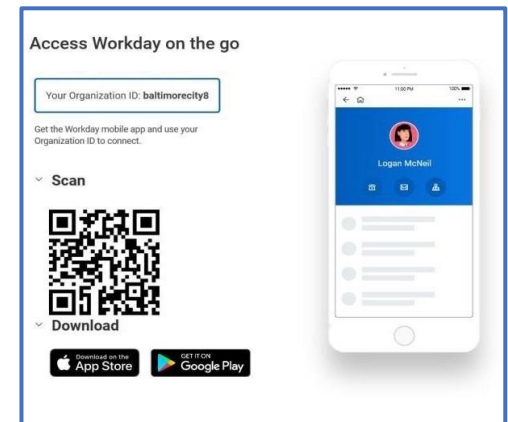 Access Workday on the go
Your Organization ID: baltimorecity8
Get the Workday mobile app and use your
Organization ID to connect.
Scan
Download
Download on the
App Store
GET IT ON
Google Play
11:00 PM
100%
Logan McNeil